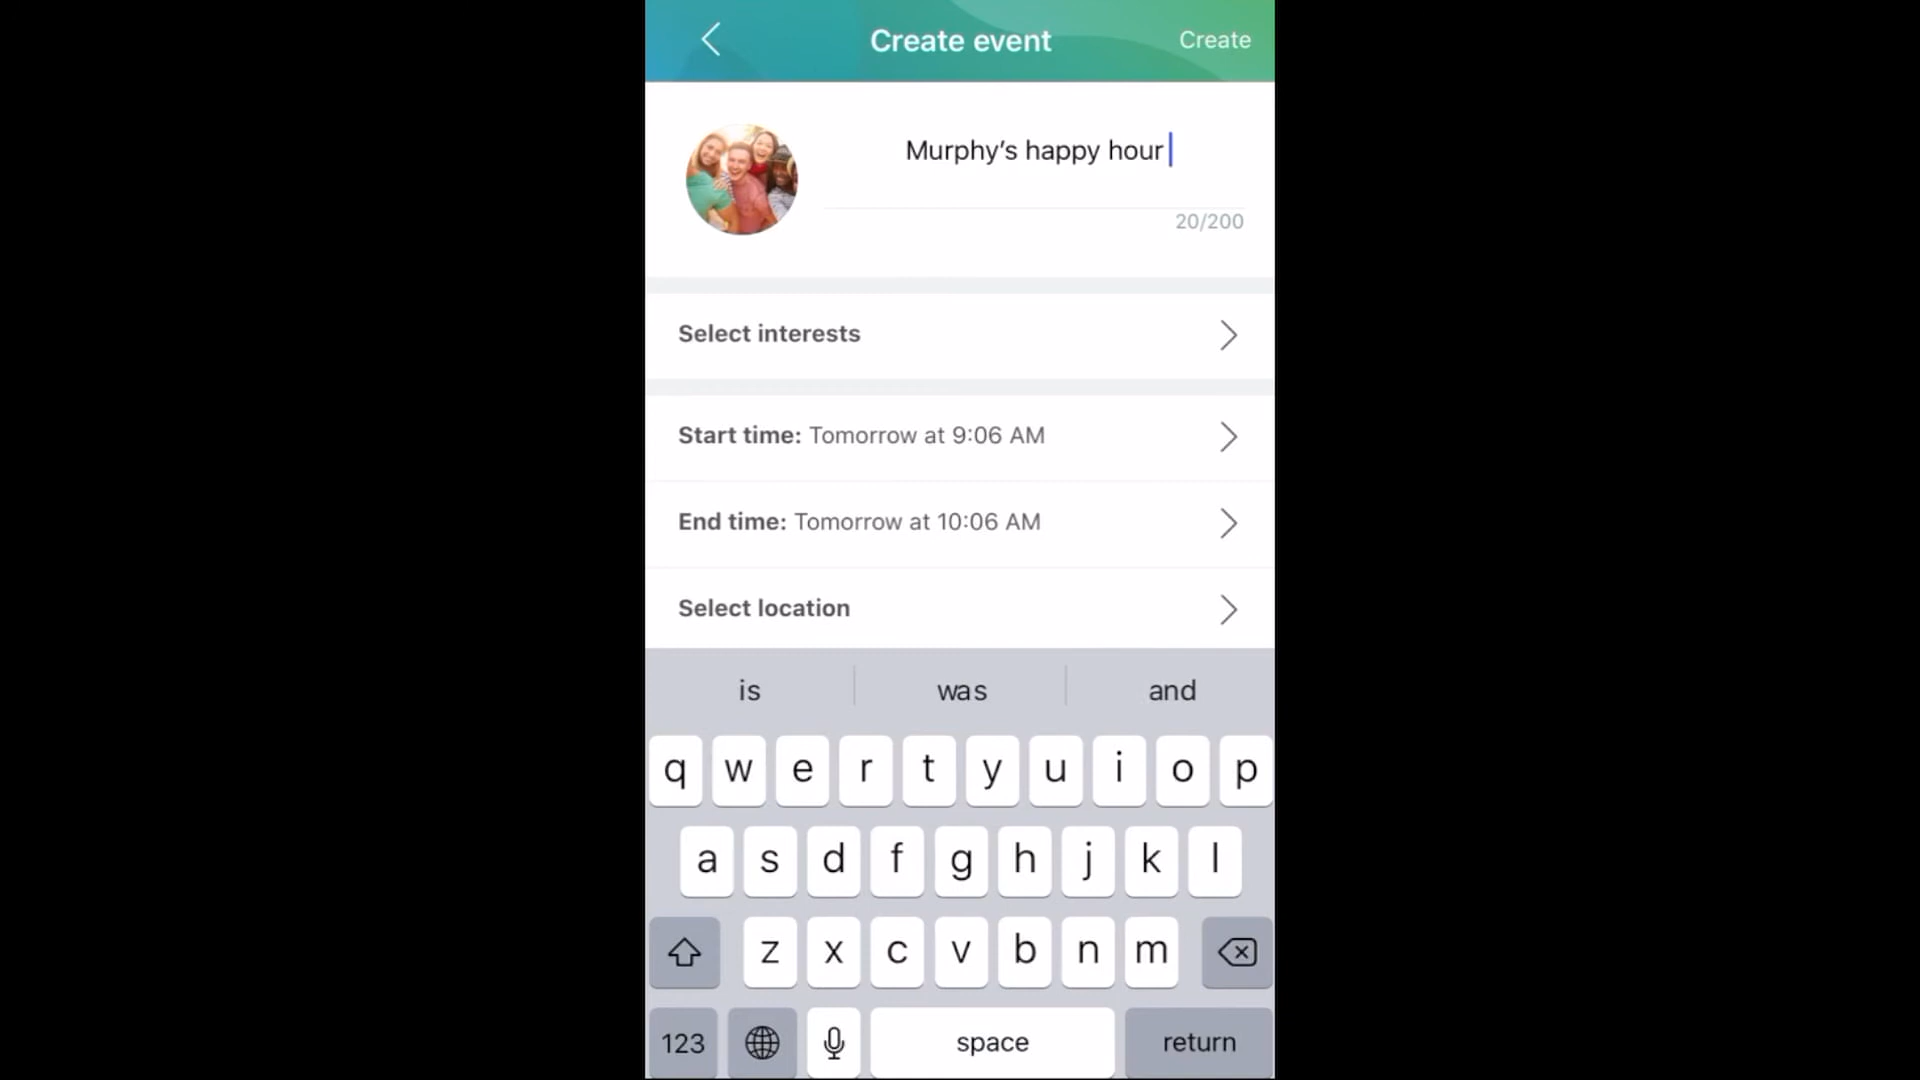 Create event
Create
Murphy’s happy hour
20/200
Select interests
Start time: Tomorrow at 9:06 AM
End time: Tomorrow at 10:06 AM
Select location
is was and
q w e r t y u i o p
a s d f g h j k l
z x c v b n m
123 space return